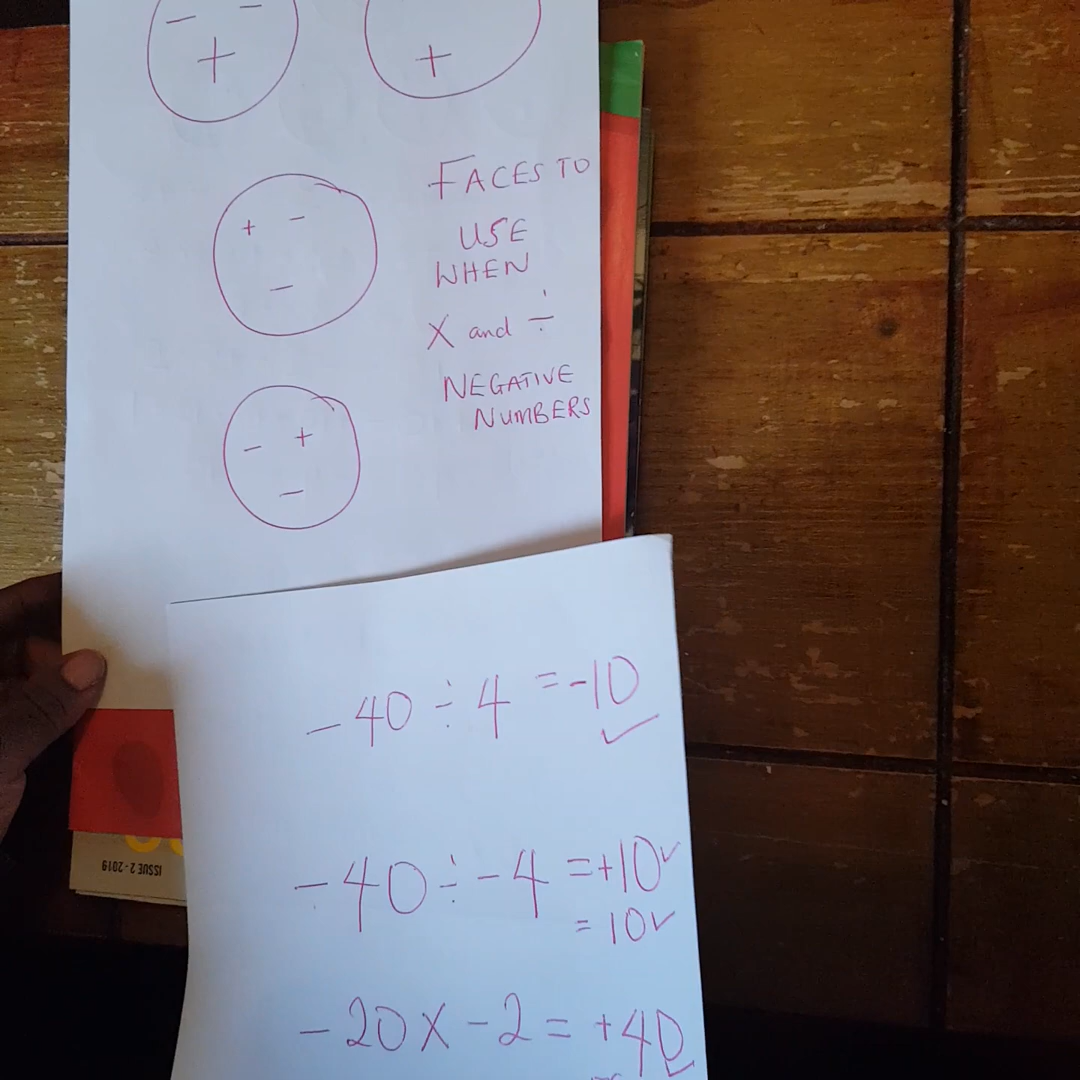 − −
+
+
FACES TO
USE
WHEN
X and ÷
NEGATIVE
NUMBERS
+ −
−
− +
−
−40 ÷ 4 = −10 ✓
−40 ÷ −4 = +10 ✓
= 10 ✓
−20 X −2 = +40 ✓
ISSUE 2 - 2019